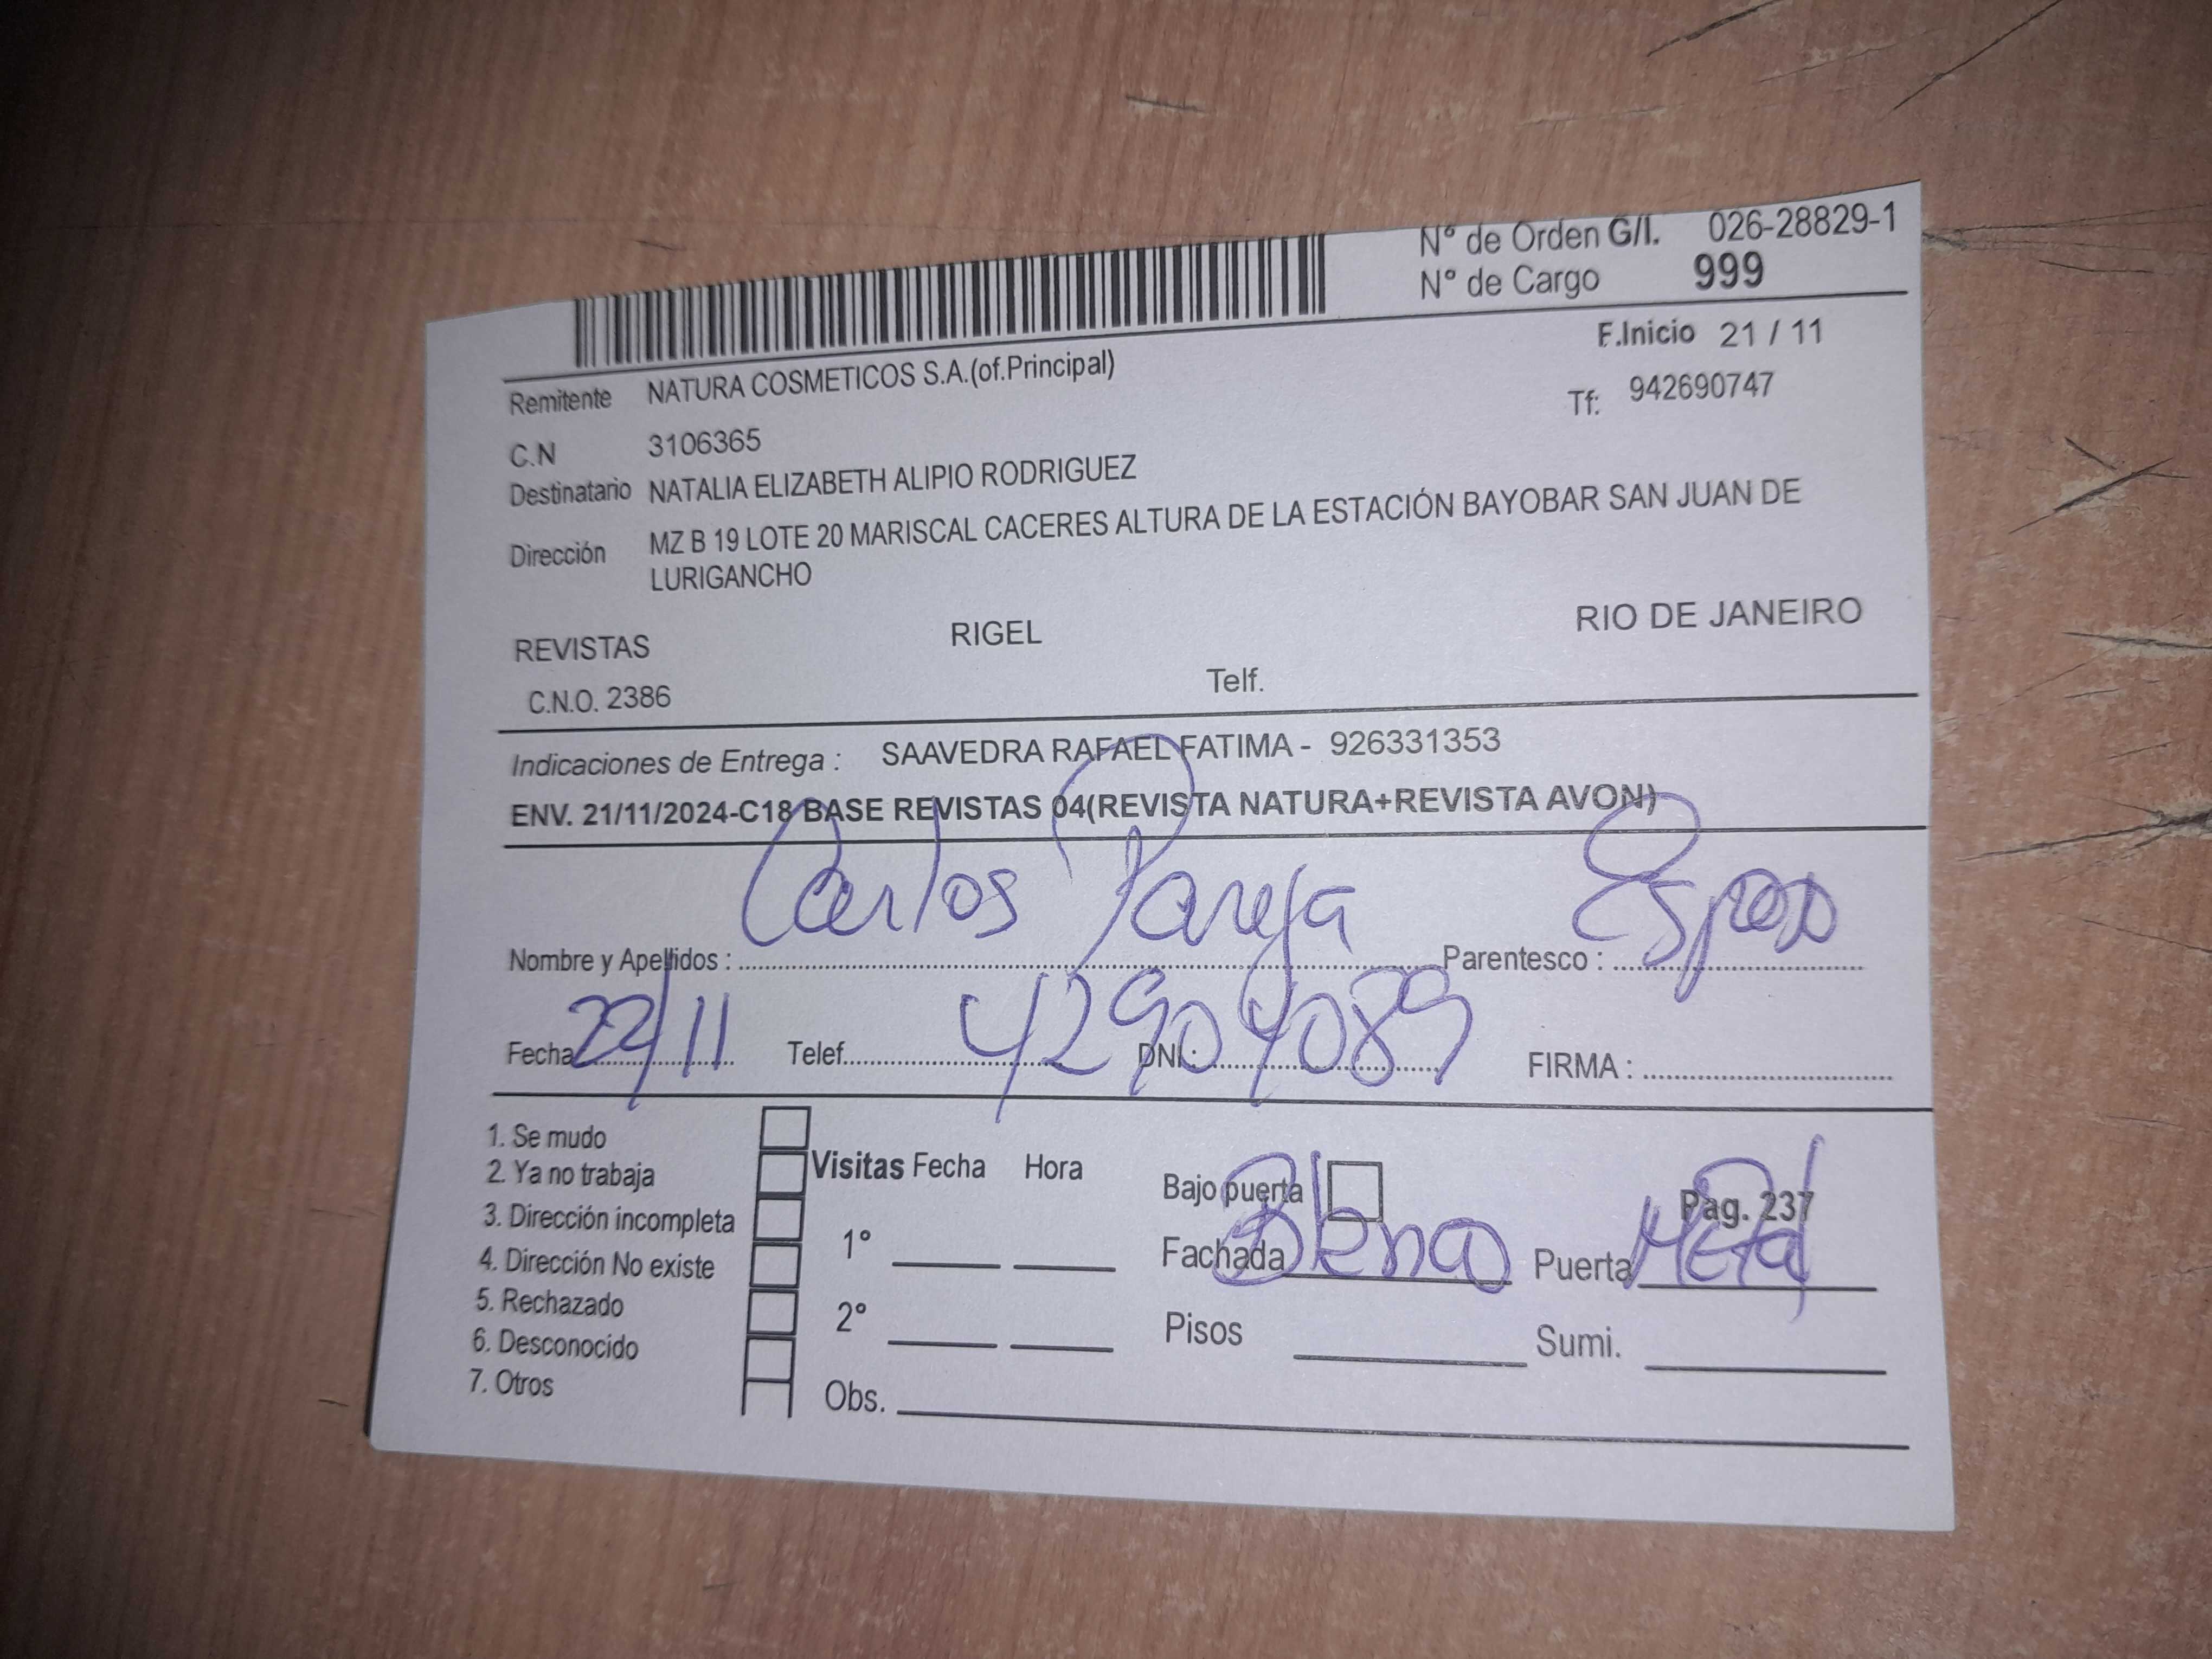 N° de Orden G/I. 026-28829-1
N° de Cargo 999
F.Inicio 21 / 11
Remitente NATURA COSMETICOS S.A.(of.Principal)
Tf: 942690747
C.N 3106365
Destinatario NATALIA ELIZABETH ALIPIO RODRIGUEZ
Dirección MZ B 19 LOTE 20 MARISCAL CACERES ALTURA DE LA ESTACIÓN BAYOBAR SAN JUAN DE
LURIGANCHO
REVISTAS RIGEL RIO DE JANEIRO
C.N.O. 2386 Telf.
Indicaciones de Entrega : SAAVEDRA RAFAEL FATIMA - 926331353
ENV. 21/11/2024-C18 BASE REVISTAS 04(REVISTA NATURA+REVISTA AVON)
Nombre y Apellidos : Carlos Pareja Parentesco : Esposo
Fecha 22/11 Telef. DNI.: 42904089 FIRMA :
1. Se mudo
2. Ya no trabaja
3. Dirección incompleta
4. Dirección No existe
5. Rechazado
6. Desconocido
7. Otros
Visitas Fecha Hora
1°
2°
Obs.
Bajo puerta Pag. 237
Fachada Puerta Metal
Pisos Sumi.